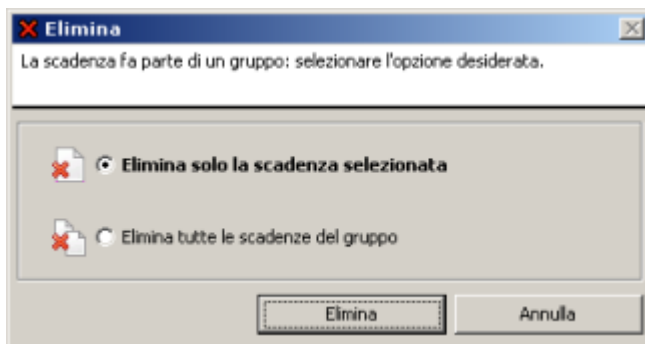 Elimina
La scadenza fa parte di un gruppo: selezionare l'opzione desiderata.
Elimina solo la scadenza selezionata
Elimina tutte le scadenze del gruppo
Elimina Annulla